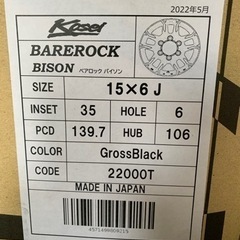 2022年5月
Kosei
BAREROCK
BISON ベアロック バイソン
SIZE 15×6 J
INSET 35 HOLE 6
PCD 139.7 HUB 106
COLOR GrossBlack
CODE 22000T
MADE IN JAPAN